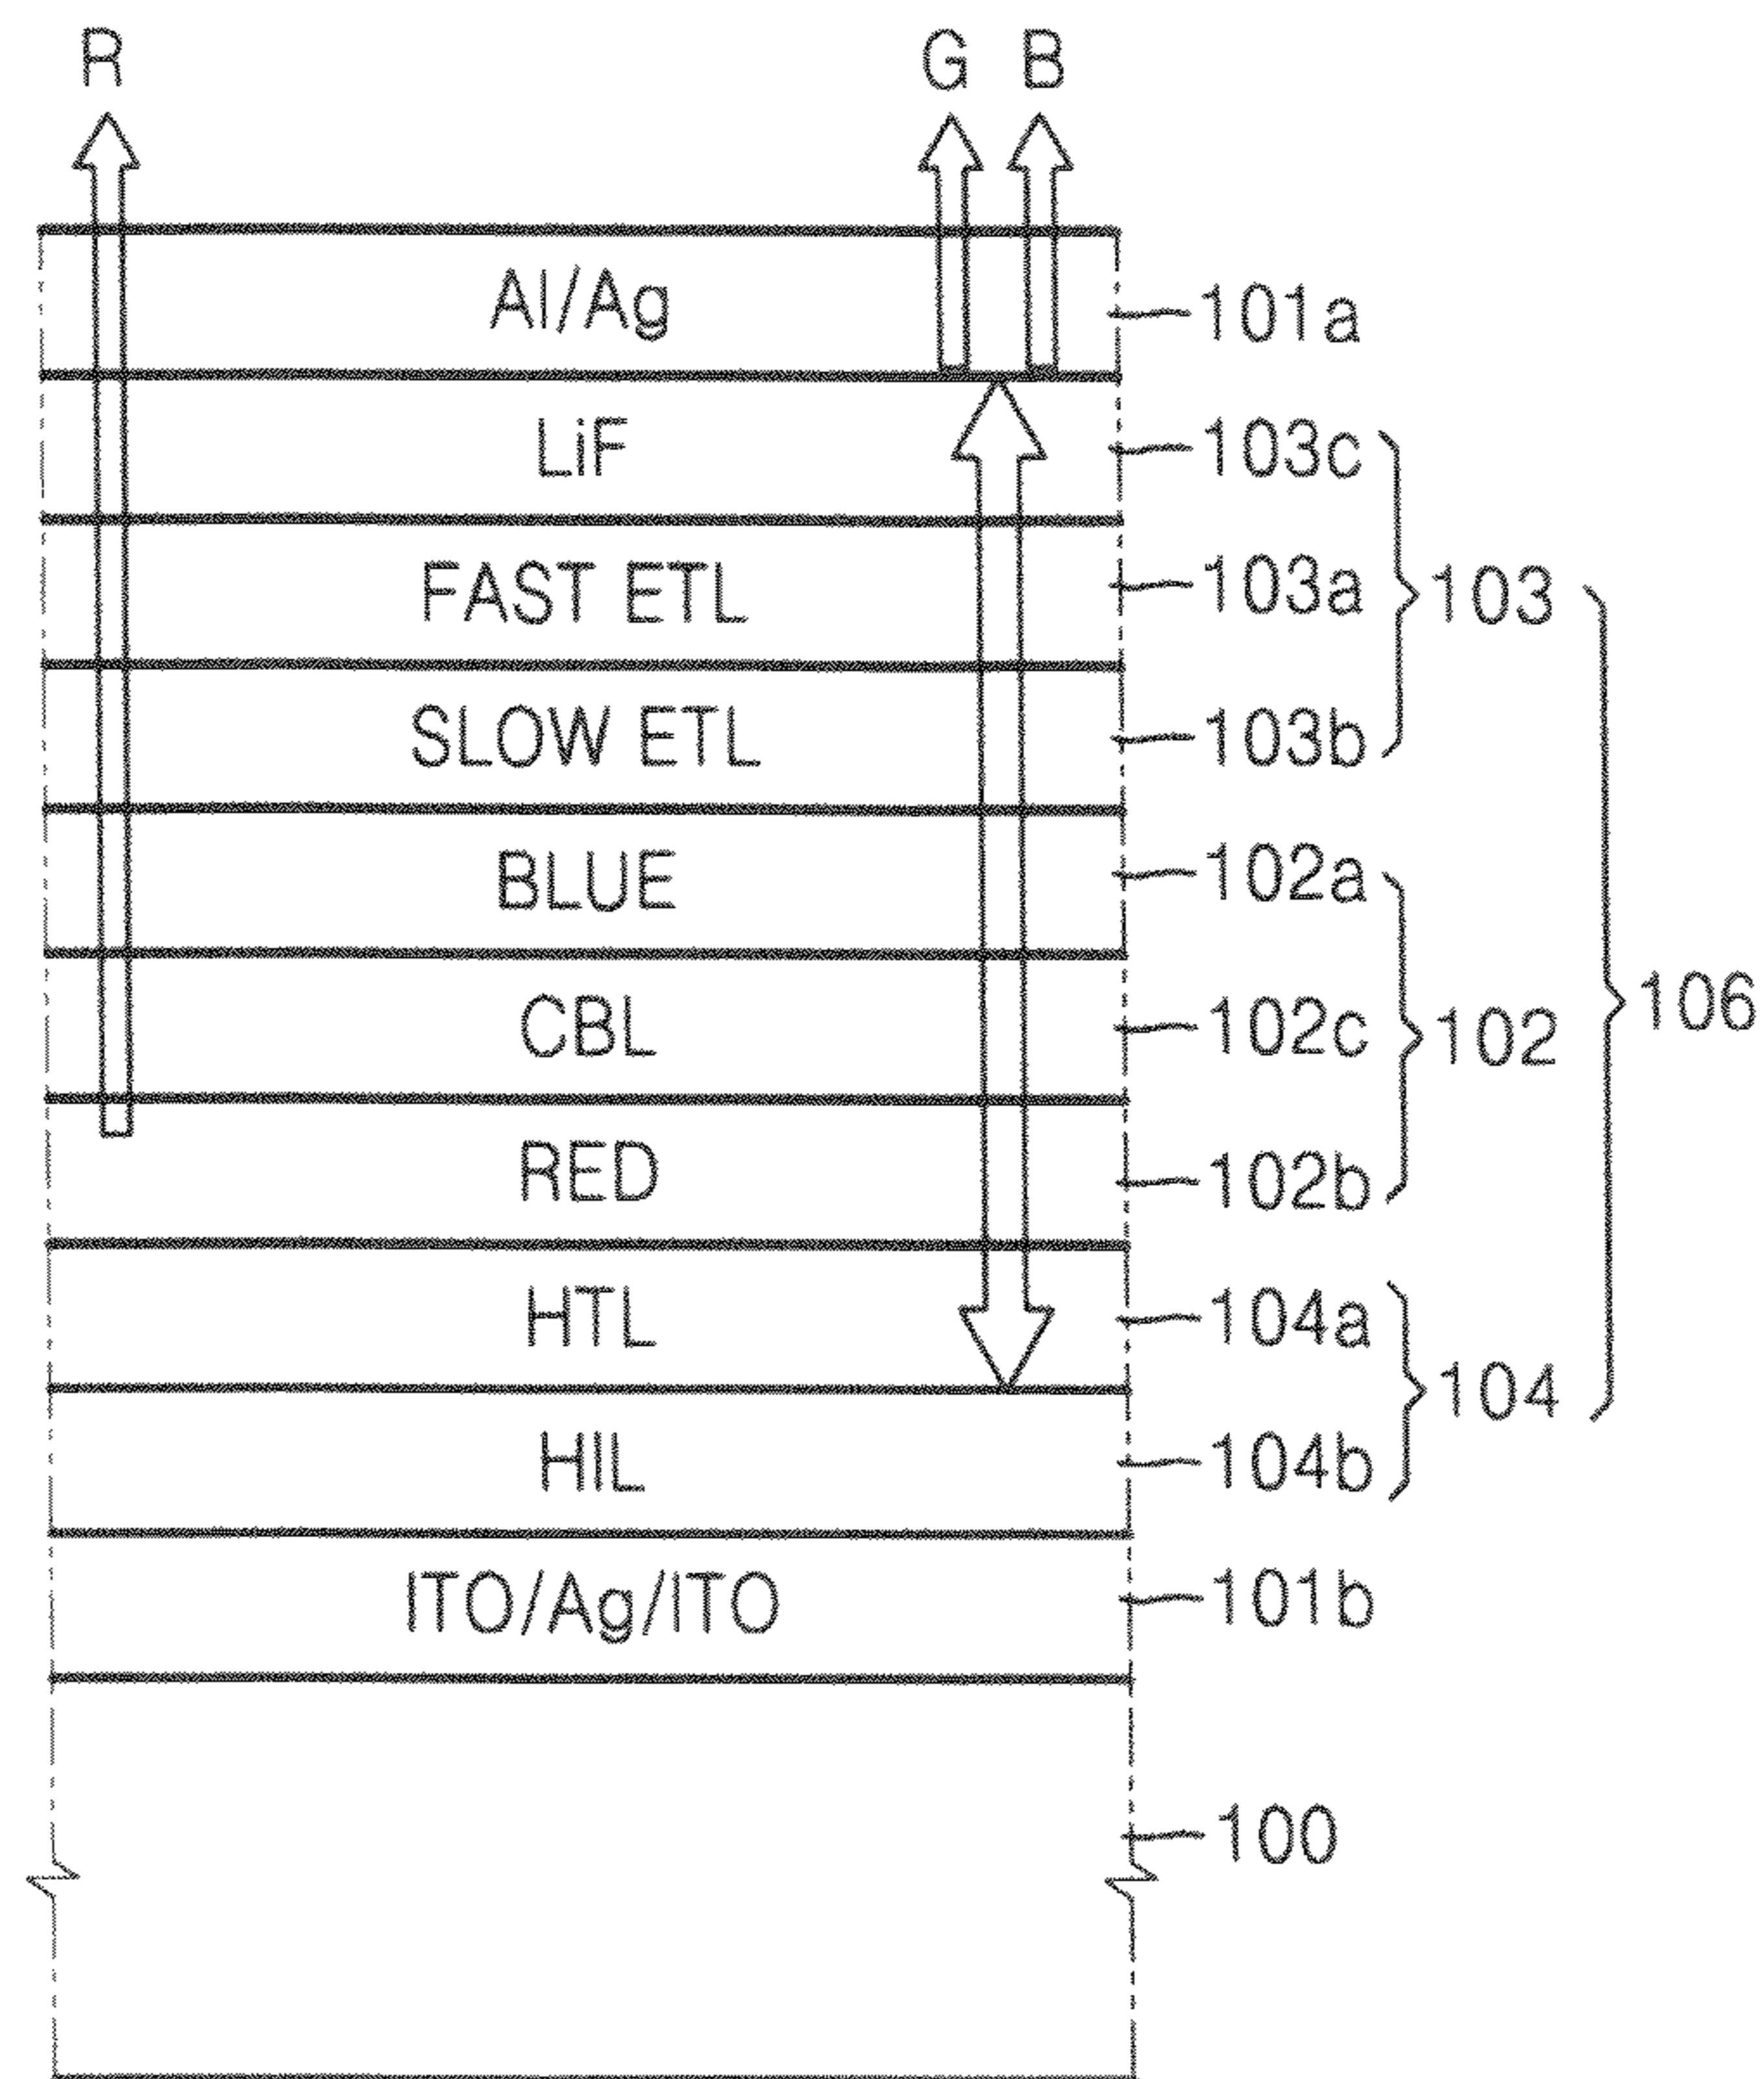 R G B
Al/Ag 101a
LiF 103c
FAST ETL 103a 103
SLOW ETL 103b
BLUE 102a
CBL 102c 102 106
RED 102b
HTL 104a
104
HIL 104b
ITO/Ag/ITO 101b
100